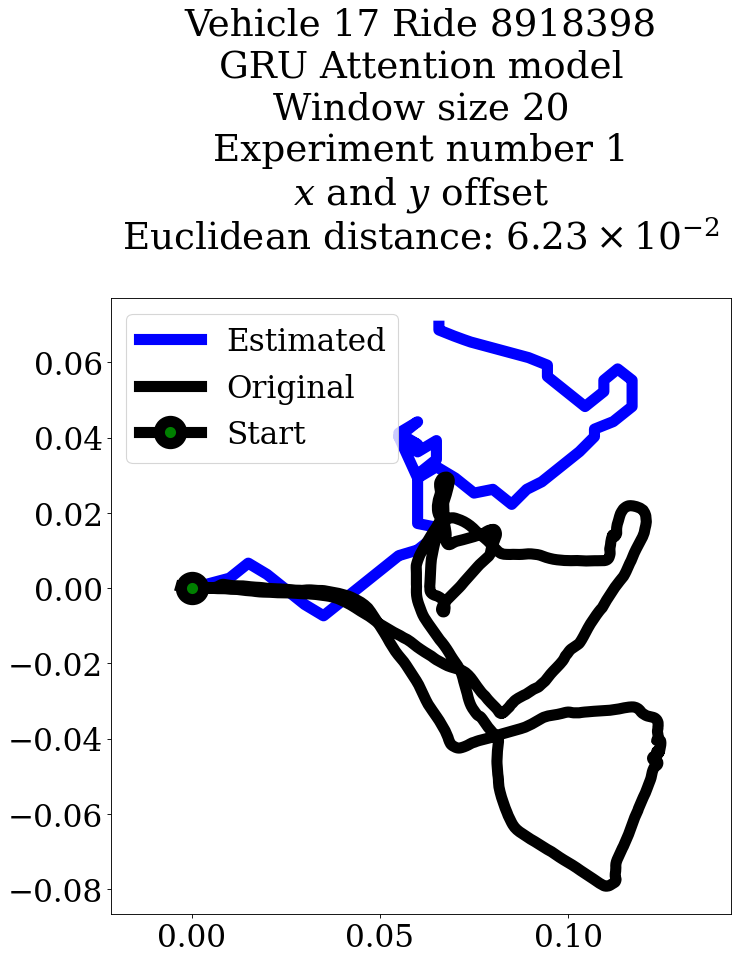 Vehicle 17 Ride 8918398
GRU Attention model
Window size 20
Experiment number 1
x and y offset
Euclidean distance: 6.23 × 10⁻²
Estimated
Original
Start
0.06
0.04
0.02
0.00
−0.02
−0.04
−0.06
−0.08
0.00 0.05 0.10